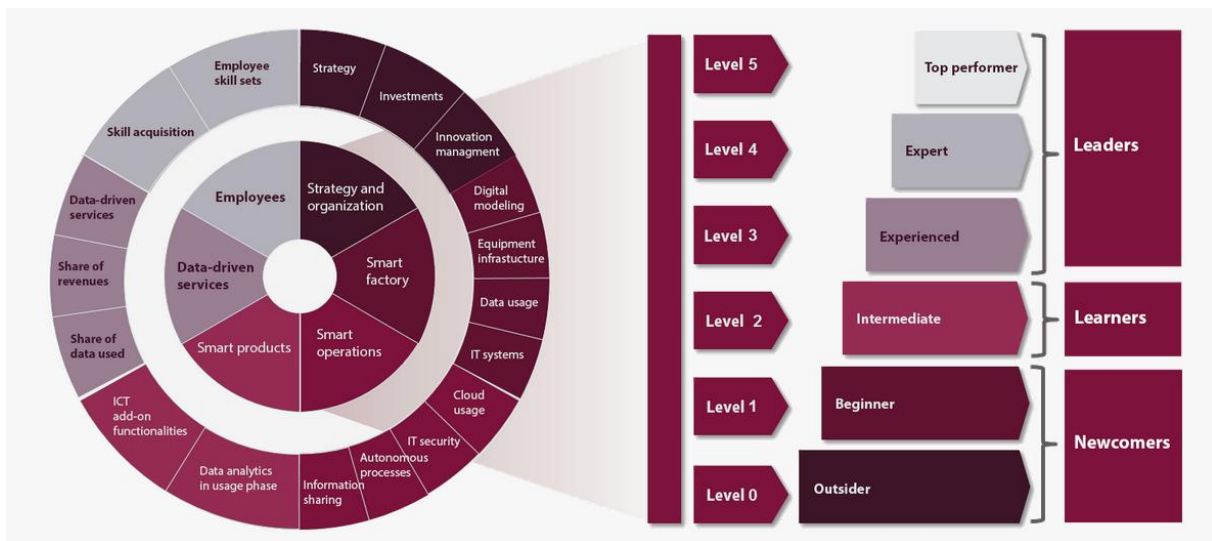 Employee
skill sets
Strategy
Investments
Innovation
managment
Digital
modeling
Equipment
infrastucture
Data usage
IT systems
Cloud
usage
IT security
Autonomous
processes
Information
sharing
Data analytics
in usage phase
ICT
add-on
functionalities
Share of
data used
Share of
revenues
Data-driven
services
Skill acquisition
Employees
Strategy and
organization
Smart
factory
Smart
operations
Smart products
Data-driven
services
Level 5
Top performer
Level 4
Expert
Level 3
Experienced
Leaders
Level 2
Intermediate
Learners
Level 1
Beginner
Level 0
Outsider
Newcomers